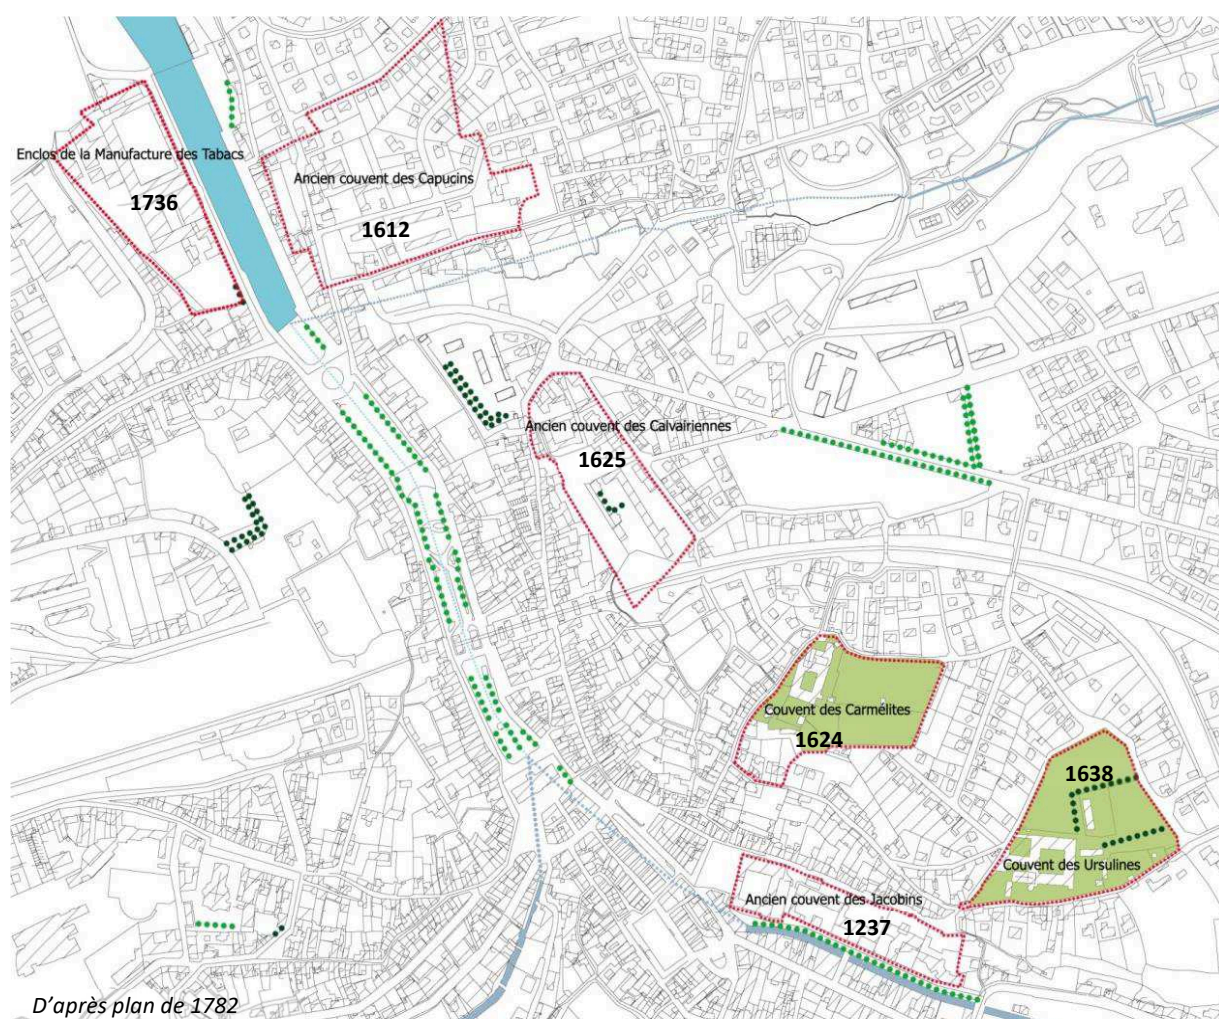 Enclos de la Manufacture des Tabacs
1736
Ancien couvent des Capucins
1612
Ancien couvent des Calvairiennes
1625
Couvent des Carmélites
1624
1638
Couvent des Ursulines
Ancien couvent des Jacobins
1237
D'après plan de 1782